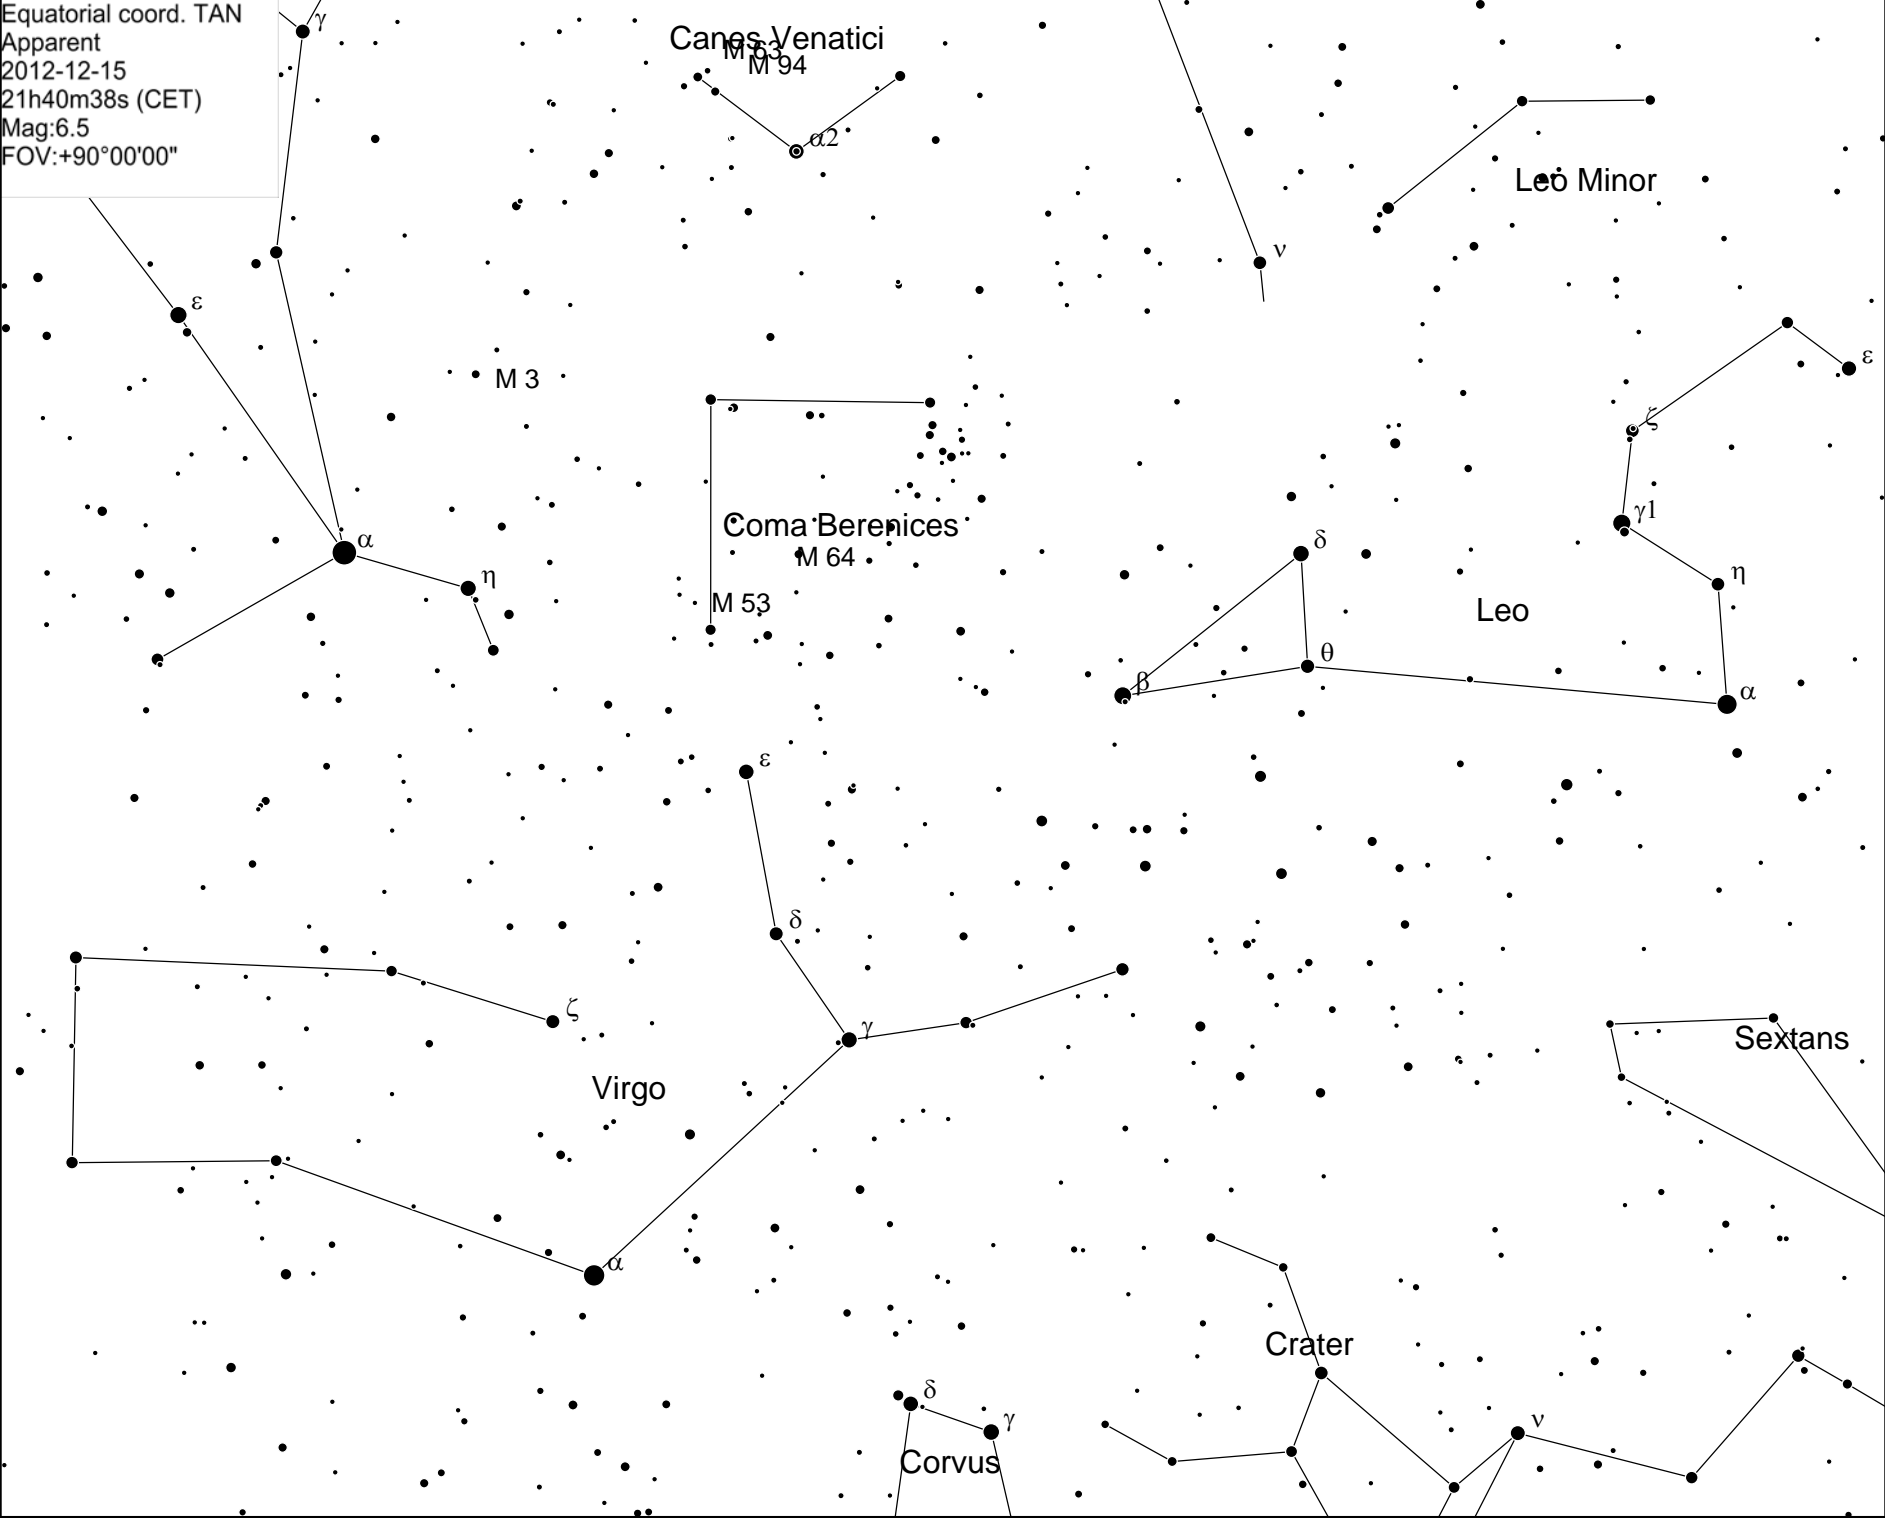 Equatorial coord. TAN
Apparent
2012-12-15
21h40m38s (CET)
Mag:6.5
FOV:+90°00'00"
γ
Canes Venatici
M 63
M 94
α2
Leo Minor
ν
ε
ε
M 3
ζ
γ1
Coma Berenices
α
δ
M 64
η
η
M 53
Leo
θ
β
α
ε
δ
ζ
γ
Sextans
Virgo
α
Crater
δ
γ
ν
Corvus